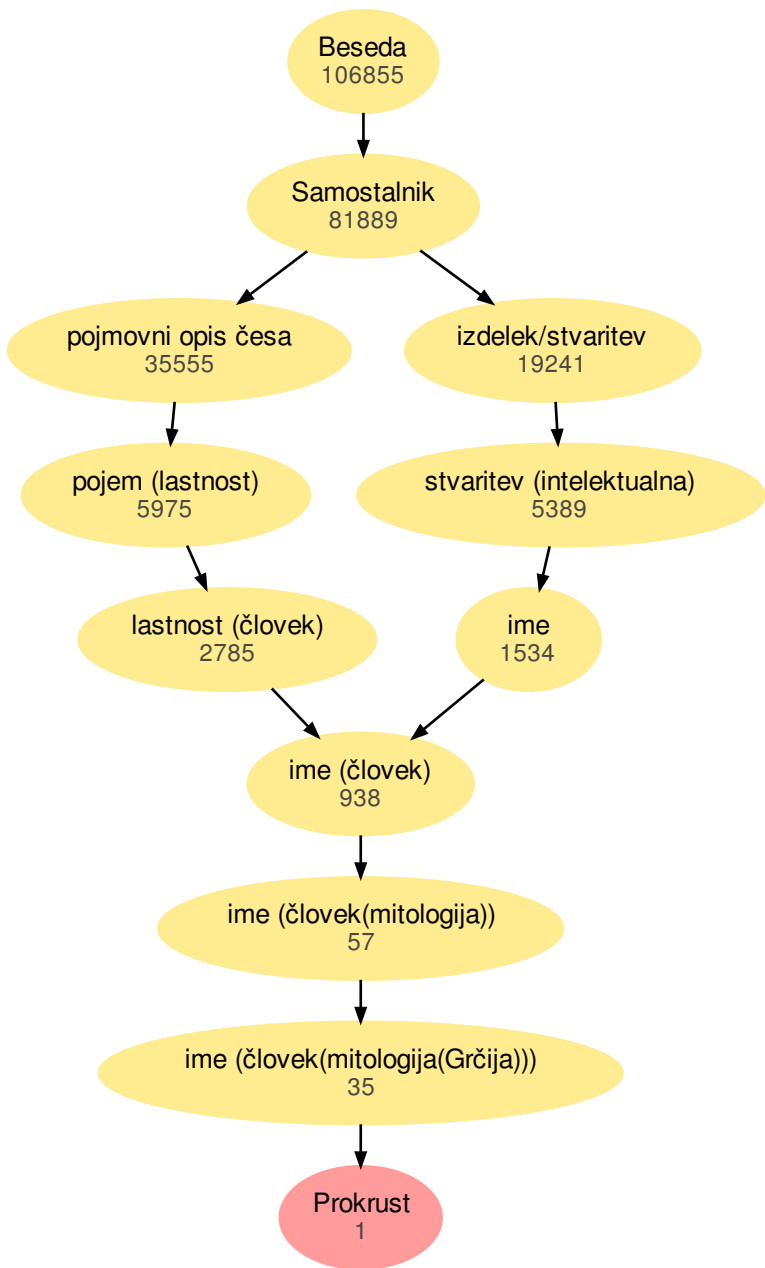 Beseda
106855
Samostalnik
81889
pojmovni opis česa
35555
izdelek/stvaritev
19241
pojem (lastnost)
5975
stvaritev (intelektualna)
5389
lastnost (človek)
2785
ime
1534
ime (človek)
938
ime (človek(mitologija))
57
ime (človek(mitologija(Grčija)))
35
Prokrust
1